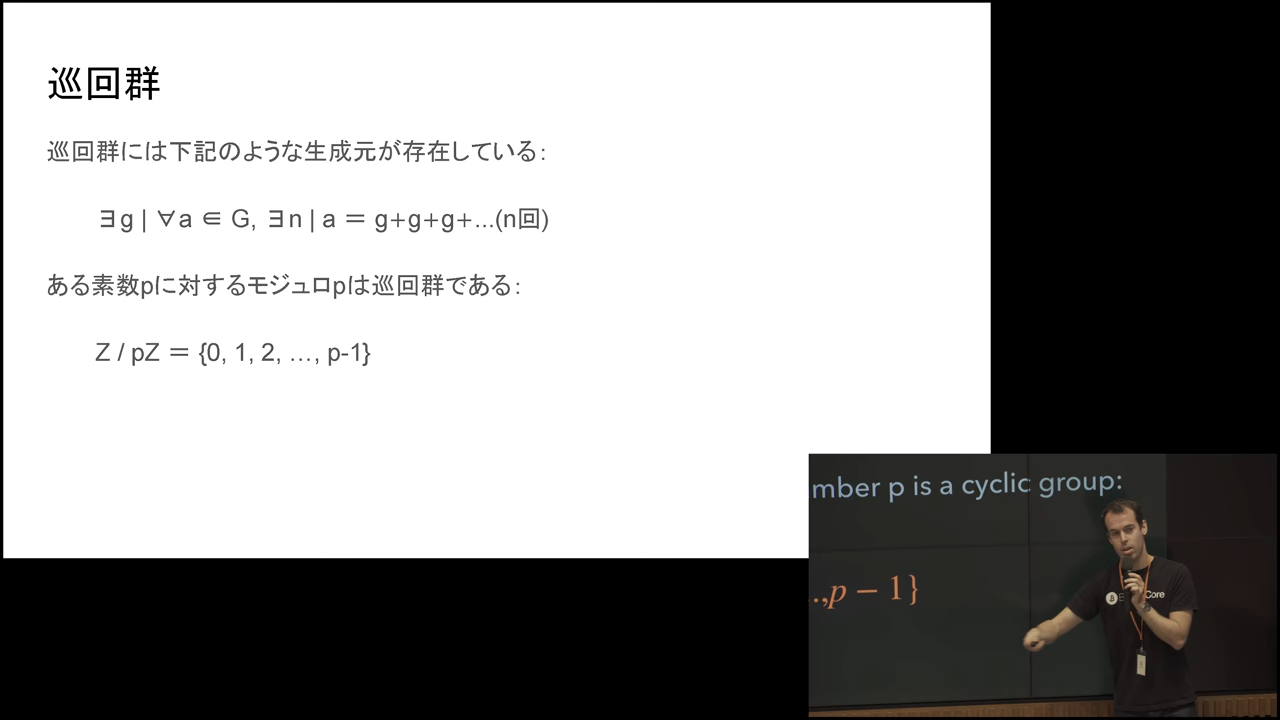 巡回群
巡回群には下記のような生成元が存在している:
∃g | ∀a ∈ G, ∃n | a ＝ g+g+g+...(n回)
ある素数pに対するモジュロpは巡回群である:
Z / pZ ＝ {0, 1, 2, …, p-1}
mber p is a cyclic group:
..,p − 1}
Core